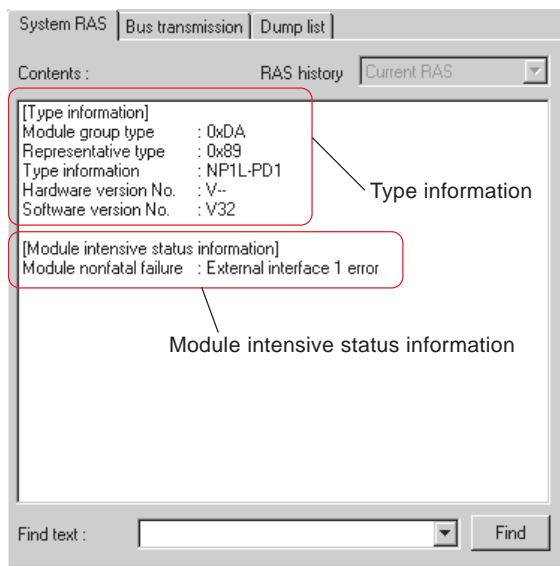 System RAS
Bus transmission
Dump list
Contents :
RAS history
Current RAS
[Type information]
Module group type : 0xDA
Representative type : 0x89
Type information : NP1L-PD1
Hardware version No. : V--
Software version No. : V32
Type information
[Module intensive status information]
Module nonfatal failure : External interface 1 error
Module intensive status information
Find text :
Find